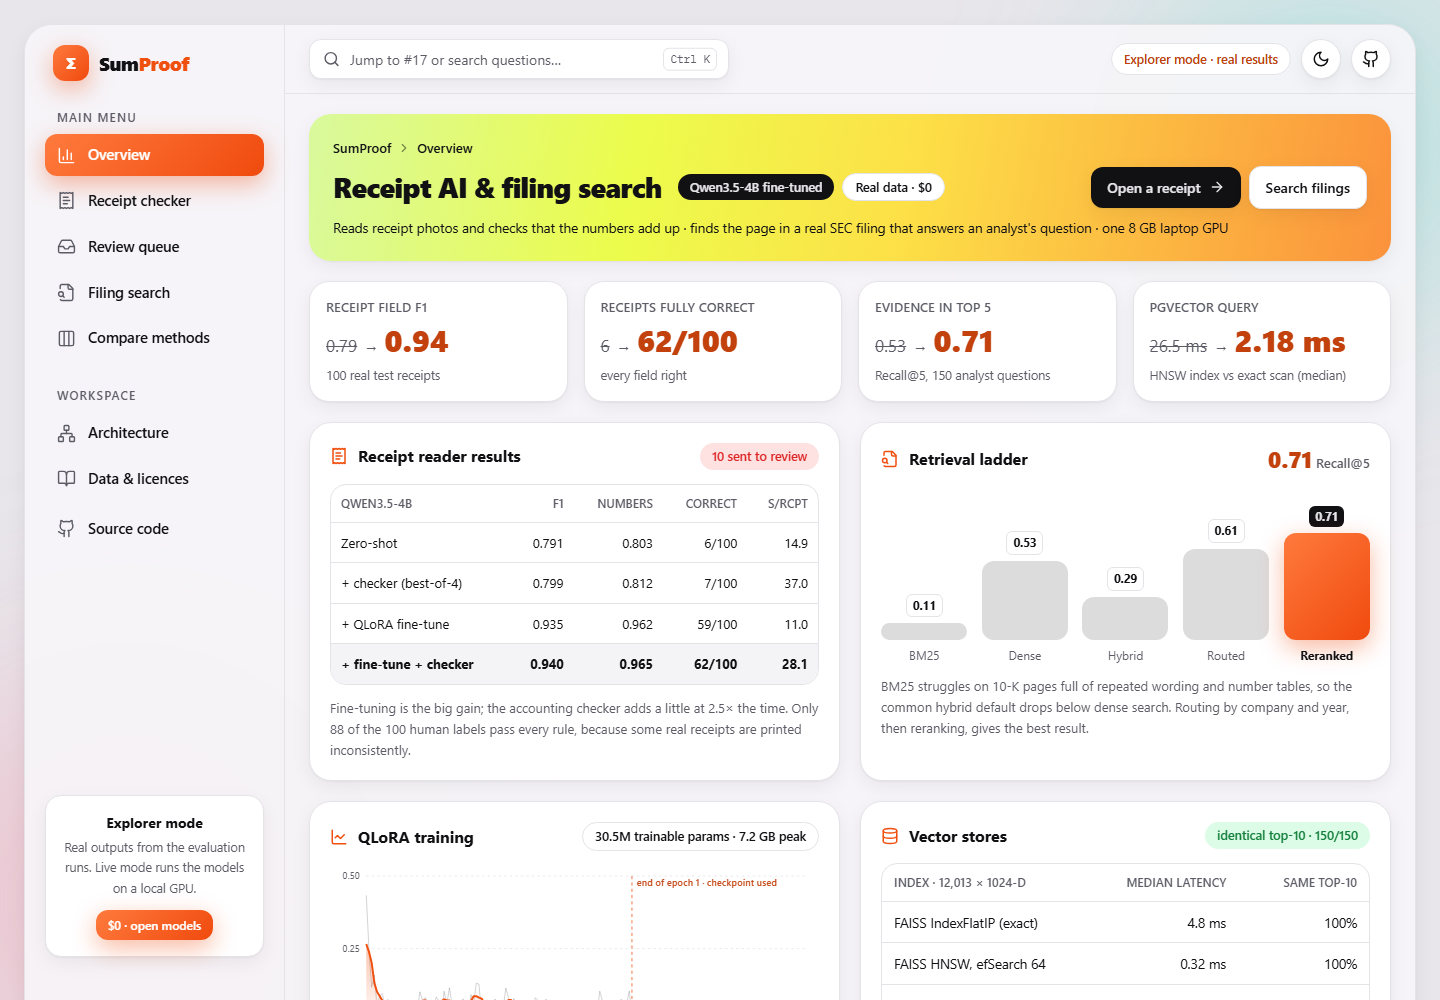 Σ
SumProof
Jump to #17 or search questions...
Ctrl K
Explorer mode · real results
MAIN MENU
Overview
Receipt checker
Review queue
Filing search
Compare methods
WORKSPACE
Architecture
Data & licences
Source code
Explorer mode
Real outputs from the evaluation
runs. Live mode runs the models
on a local GPU.
$0 · open models
SumProof > Overview
Receipt AI & filing search
Qwen3.5-4B fine-tuned
Real data · $0
Open a receipt →
Search filings
Reads receipt photos and checks that the numbers add up · finds the page in a real SEC filing that answers an analyst's question · one 8 GB laptop GPU
RECEIPT FIELD F1
0.79 → 0.94
100 real test receipts
RECEIPTS FULLY CORRECT
6 → 62/100
every field right
EVIDENCE IN TOP 5
0.53 → 0.71
Recall@5, 150 analyst questions
PGVECTOR QUERY
26.5 ms → 2.18 ms
HNSW index vs exact scan (median)
Receipt reader results
10 sent to review
QWEN3.5-4B F1 NUMBERS CORRECT S/RCPT
Zero-shot 0.791 0.803 6/100 14.9
+ checker (best-of-4) 0.799 0.812 7/100 37.0
+ QLoRA fine-tune 0.935 0.962 59/100 11.0
+ fine-tune + checker 0.940 0.965 62/100 28.1
Fine-tuning is the big gain; the accounting checker adds a little at 2.5× the time. Only
88 of the 100 human labels pass every rule, because some real receipts are printed
inconsistently.
Retrieval ladder
0.71 Recall@5
0.11 0.53 0.29 0.61 0.71
BM25 Dense Hybrid Routed Reranked
BM25 struggles on 10-K pages full of repeated wording and number tables, so the
common hybrid default drops below dense search. Routing by company and year,
then reranking, gives the best result.
QLoRA training
30.5M trainable params · 7.2 GB peak
0.50
end of epoch 1 · checkpoint used
0.25
Vector stores
identical top-10 · 150/150
INDEX · 12,013 × 1024-D MEDIAN LATENCY SAME TOP-10
FAISS IndexFlatIP (exact) 4.8 ms 100%
FAISS HNSW, efSearch 64 0.32 ms 100%